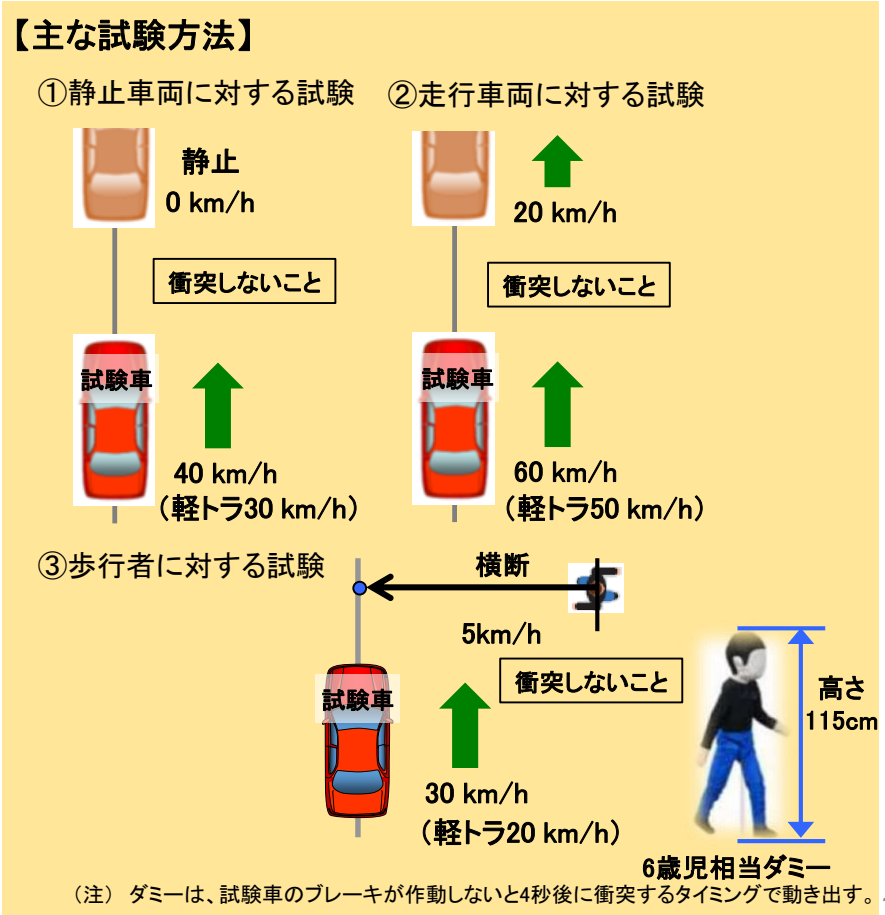 【主な試験方法】
①静止車両に対する試験
②走行車両に対する試験
静止
0 km/h
20 km/h
衝突しないこと
衝突しないこと
試験車
試験車
40 km/h
(軽トラ30 km/h)
60 km/h
(軽トラ50 km/h)
③歩行者に対する試験
横断
5km/h
衝突しないこと
試験車
高さ
115cm
30 km/h
(軽トラ20 km/h)
6歳児相当ダミー
(注) ダミーは、試験車のブレーキが作動しないと4秒後に衝突するタイミングで動き出す。